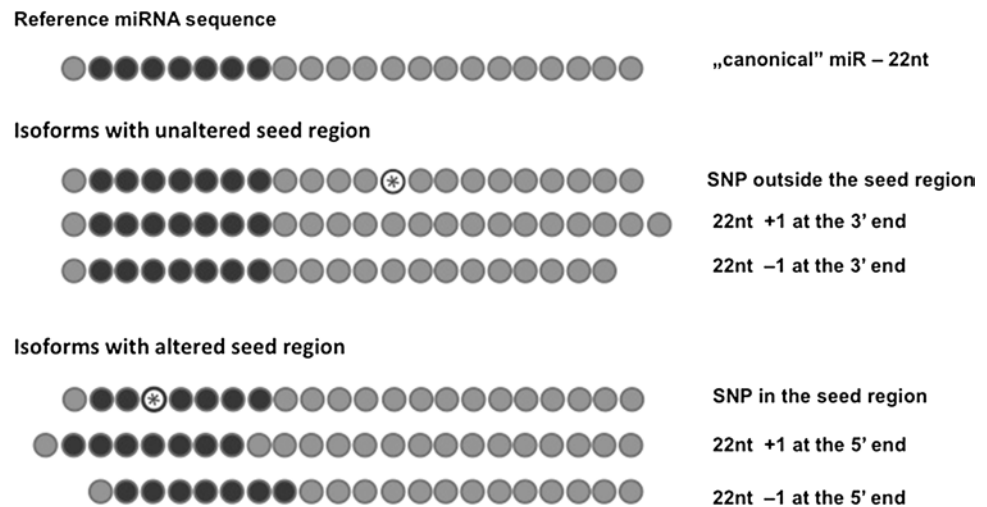 Reference miRNA sequence
„canonical” miR – 22nt
Isoforms with unaltered seed region
* SNP outside the seed region
22nt +1 at the 3’ end
22nt –1 at the 3’ end
Isoforms with altered seed region
* SNP in the seed region
22nt +1 at the 5’ end
22nt –1 at the 5’ end